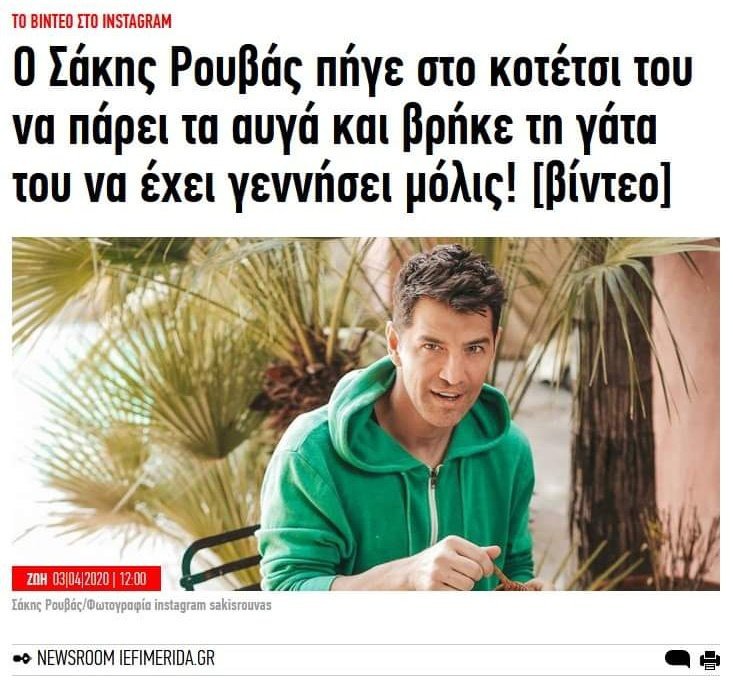 ΤΟ ΒΙΝΤΕΟ ΣΤΟ INSTAGRAM
Ο Σάκης Ρουβάς πήγε στο κοτέτσι του
να πάρει τα αυγά και βρήκε τη γάτα
του να έχει γεννήσει μόλις! [βίντεο]
ΖΩΗ 03|04|2020 | 12:00
Σάκης Ρουβάς/Φωτογραφία instagram sakisrouvas
NEWSROOM IEFIMERIDA.GR